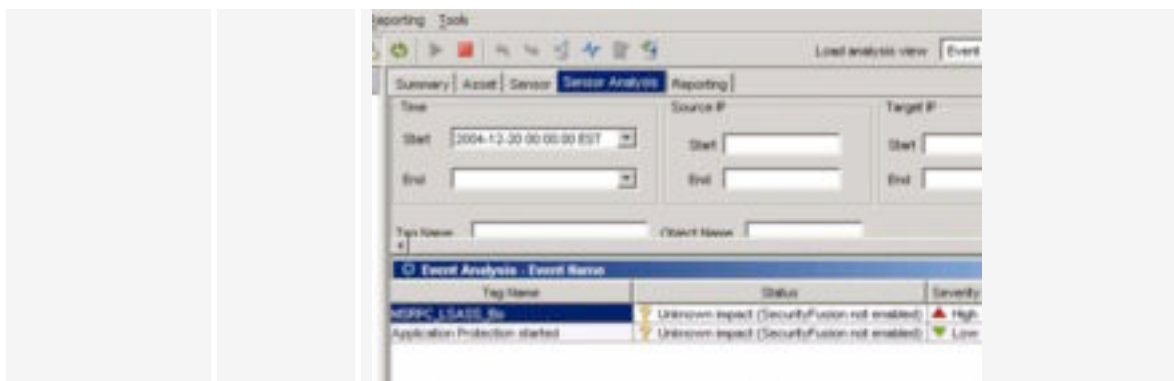 Reporting Tools
Load analysis view Event
Summary Asset Sensor Sensor Analysis Reporting
Time Source IP Target IP
Start 2004-12-20 00:00:00 EST Start Start
End End End
Tag Name Object Name
Event Analysis - Event Name
Tag Name Status Severity
MSRPC_LSASS_Bo Unknown impact (SecurityFusion not enabled) High
Application Protection started Unknown impact (SecurityFusion not enabled) Low